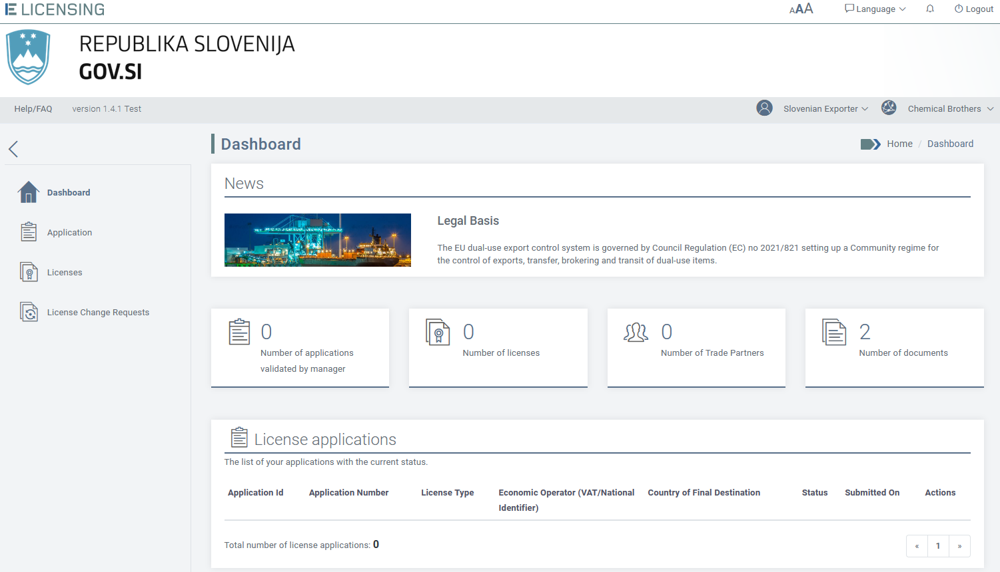 E LICENSING
AAA
Language
Logout
REPUBLIKA SLOVENIJA
GOV.SI
Help/FAQ
version 1.4.1 Test
Slovenian Exporter
Chemical Brothers
Dashboard
Home / Dashboard
Dashboard
Application
Licenses
License Change Requests
News
Legal Basis
The EU dual-use export control system is governed by Council Regulation (EC) no 2021/821 setting up a Community regime for
the control of exports, transfer, brokering and transit of dual-use items.
0
Number of applications
validated by manager
0
Number of licenses
0
Number of Trade Partners
2
Number of documents
License applications
The list of your applications with the current status.
Application Id
Application Number
License Type
Economic Operator (VAT/National
Identifier)
Country of Final Destination
Status
Submitted On
Actions
Total number of license applications: 0
« 1 »